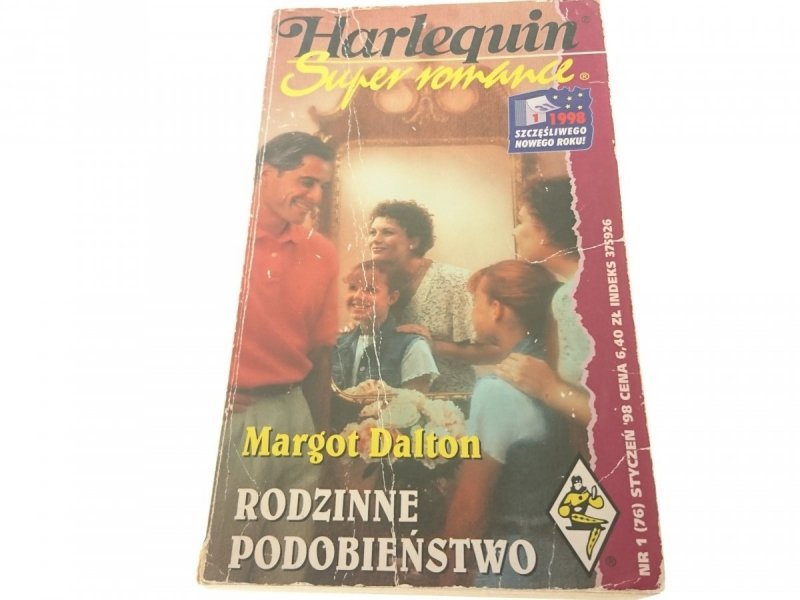 Harlequin®
Super romance®
1 1998
SZCZĘŚLIWEGO
NOWEGO ROKU!
Margot Dalton
RODZINNE
PODOBIEŃSTWO
®
NR 1 (76) STYCZEŃ '98 CENA 6,40 ZŁ INDEKS 375926